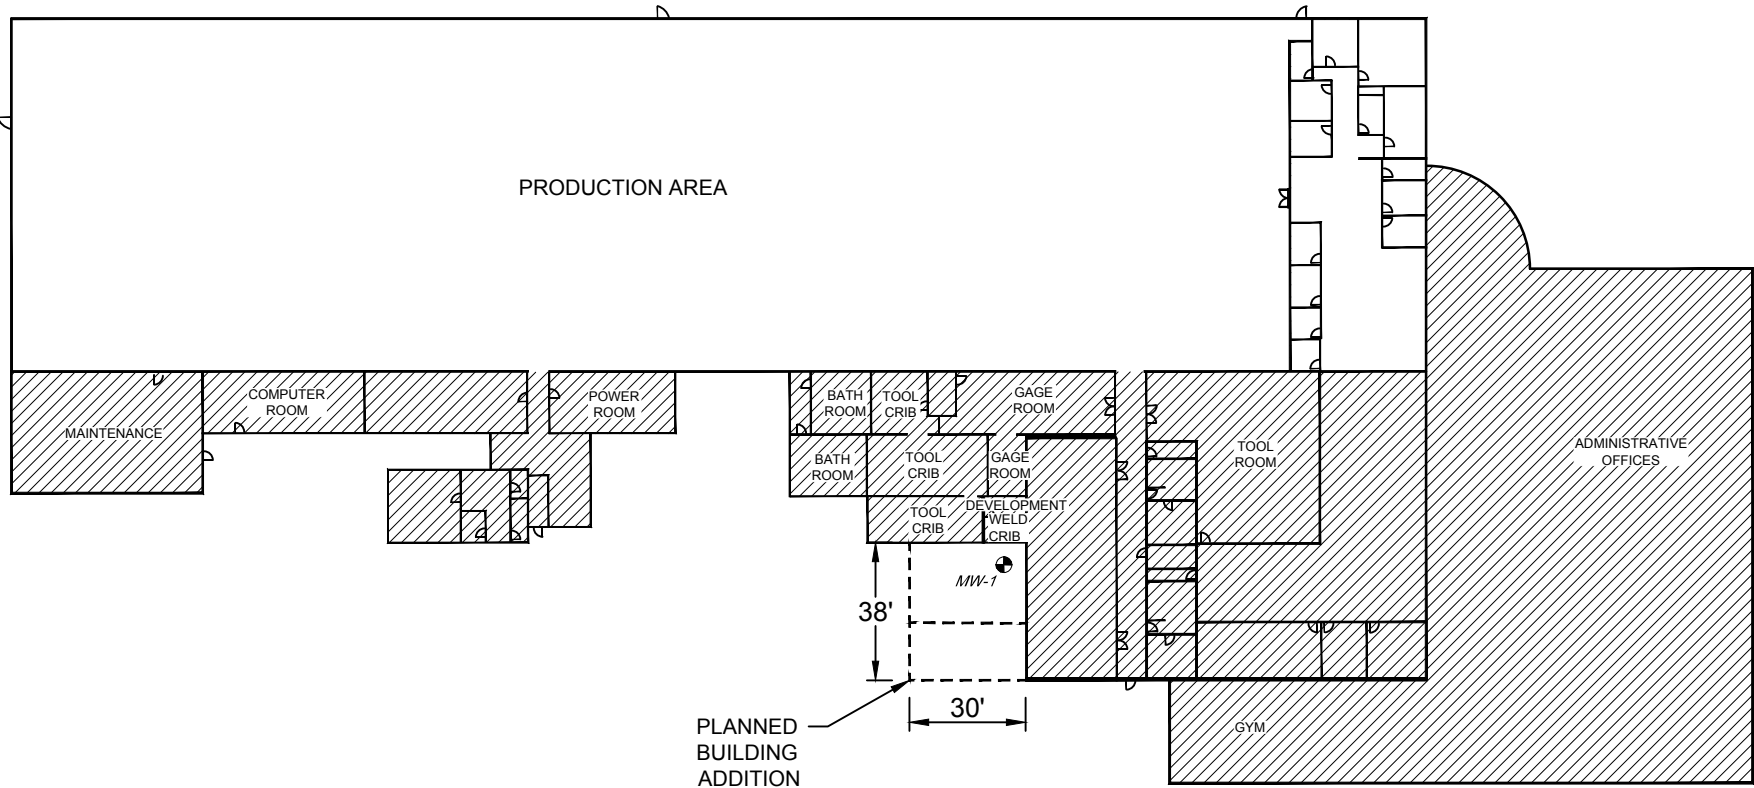 PRODUCTION AREA
COMPUTER
ROOM
POWER
ROOM
MAINTENANCE
BATH
ROOM
TOOL
CRIB
GAGE
ROOM
BATH
ROOM
TOOL
CRIB
GAGE
ROOM
TOOL
ROOM
ADMINISTRATIVE
OFFICES
TOOL
CRIB
DEVELOPMENT
WELD
CRIB
MW-1
38'
30'
PLANNED
BUILDING
ADDITION
GYM